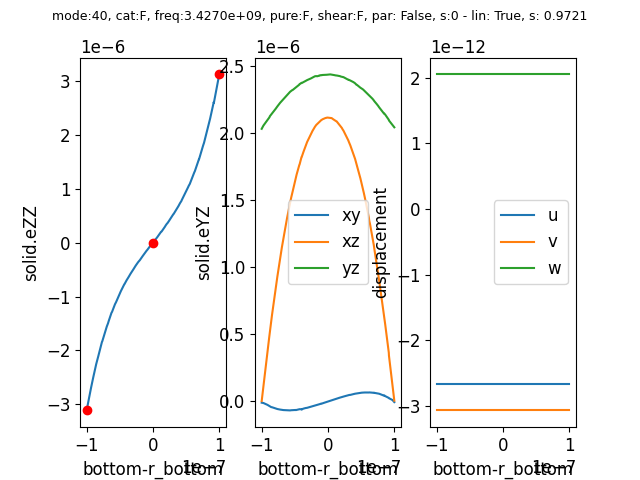 mode:40, cat:F, freq:3.4270e+09, pure:F, shear:F, par: False, s:0 - lin: True, s: 0.9721
1e−6
1e−6
1e−12
3
2
1
0
−1
−2
−3
solid.eZZ
−1
0
1
1e−7
bottom-r_bottom
2.5
2.0
1.5
1.0
0.5
0.0
solid.eYZ
xy
xz
yz
−1
0
1
1e−7
bottom-r_bottom
2
1
0
−1
−2
−3
displacement
u
v
w
−1
0
1
1e−7
bottom-r_bottom